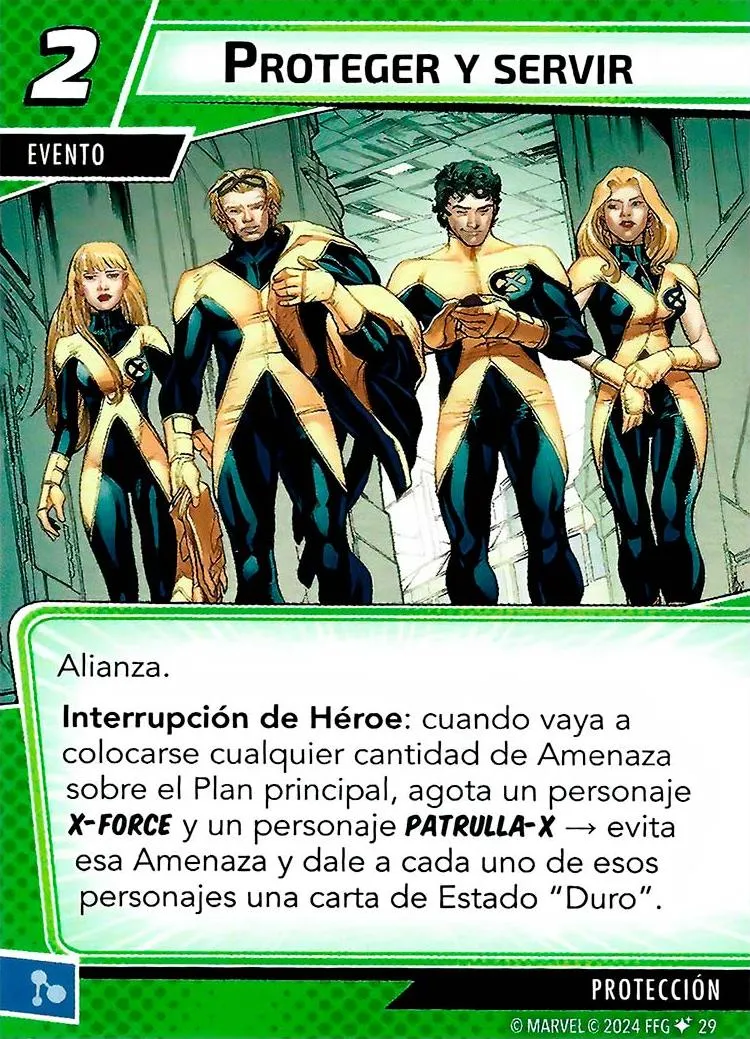 2
PROTEGER Y SERVIR
EVENTO
Alianza.
Interrupción de Héroe: cuando vaya a
colocarse cualquier cantidad de Amenaza
sobre el Plan principal, agota un personaje
X-FORCE y un personaje PATRULLA-X → evita
esa Amenaza y dale a cada uno de esos
personajes una carta de Estado “Duro”.
PROTECCIÓN
© MARVEL © 2024 FFG 29